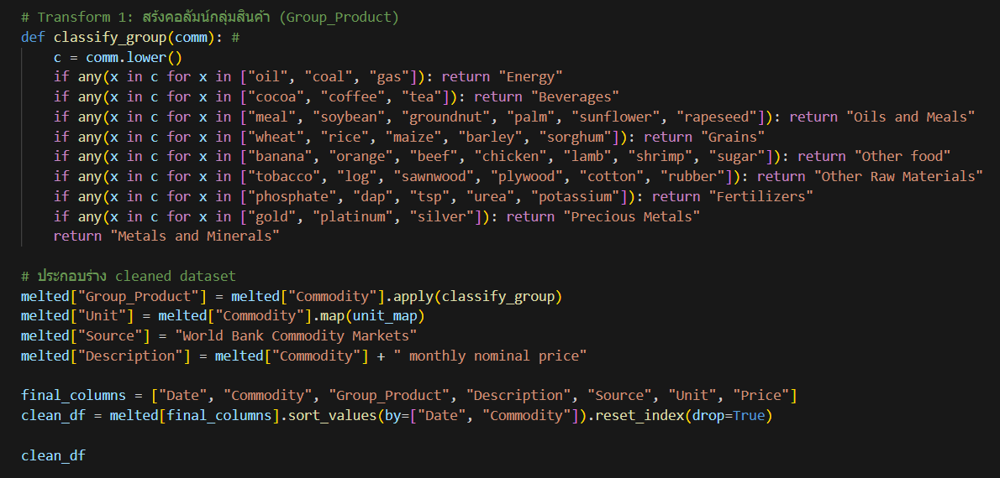 # Transform 1: สร้งคอลัมน์กลุ่มสินค้า (Group_Product)
def classify_group(comm): #
    c = comm.lower()
    if any(x in c for x in ["oil", "coal", "gas"]): return "Energy"
    if any(x in c for x in ["cocoa", "coffee", "tea"]): return "Beverages"
    if any(x in c for x in ["meal", "soybean", "groundnut", "palm", "sunflower", "rapeseed"]): return "Oils and Meals"
    if any(x in c for x in ["wheat", "rice", "maize", "barley", "sorghum"]): return "Grains"
    if any(x in c for x in ["banana", "orange", "beef", "chicken", "lamb", "shrimp", "sugar"]): return "Other food"
    if any(x in c for x in ["tobacco", "log", "sawnwood", "plywood", "cotton", "rubber"]): return "Other Raw Materials"
    if any(x in c for x in ["phosphate", "dap", "tsp", "urea", "potassium"]): return "Fertilizers"
    if any(x in c for x in ["gold", "platinum", "silver"]): return "Precious Metals"
    return "Metals and Minerals"
# ประกอบร่าง cleaned dataset
melted["Group_Product"] = melted["Commodity"].apply(classify_group)
melted["Unit"] = melted["Commodity"].map(unit_map)
melted["Source"] = "World Bank Commodity Markets"
melted["Description"] = melted["Commodity"] + " monthly nominal price"
final_columns = ["Date", "Commodity", "Group_Product", "Description", "Source", "Unit", "Price"]
clean_df = melted[final_columns].sort_values(by=["Date", "Commodity"]).reset_index(drop=True)
clean_df